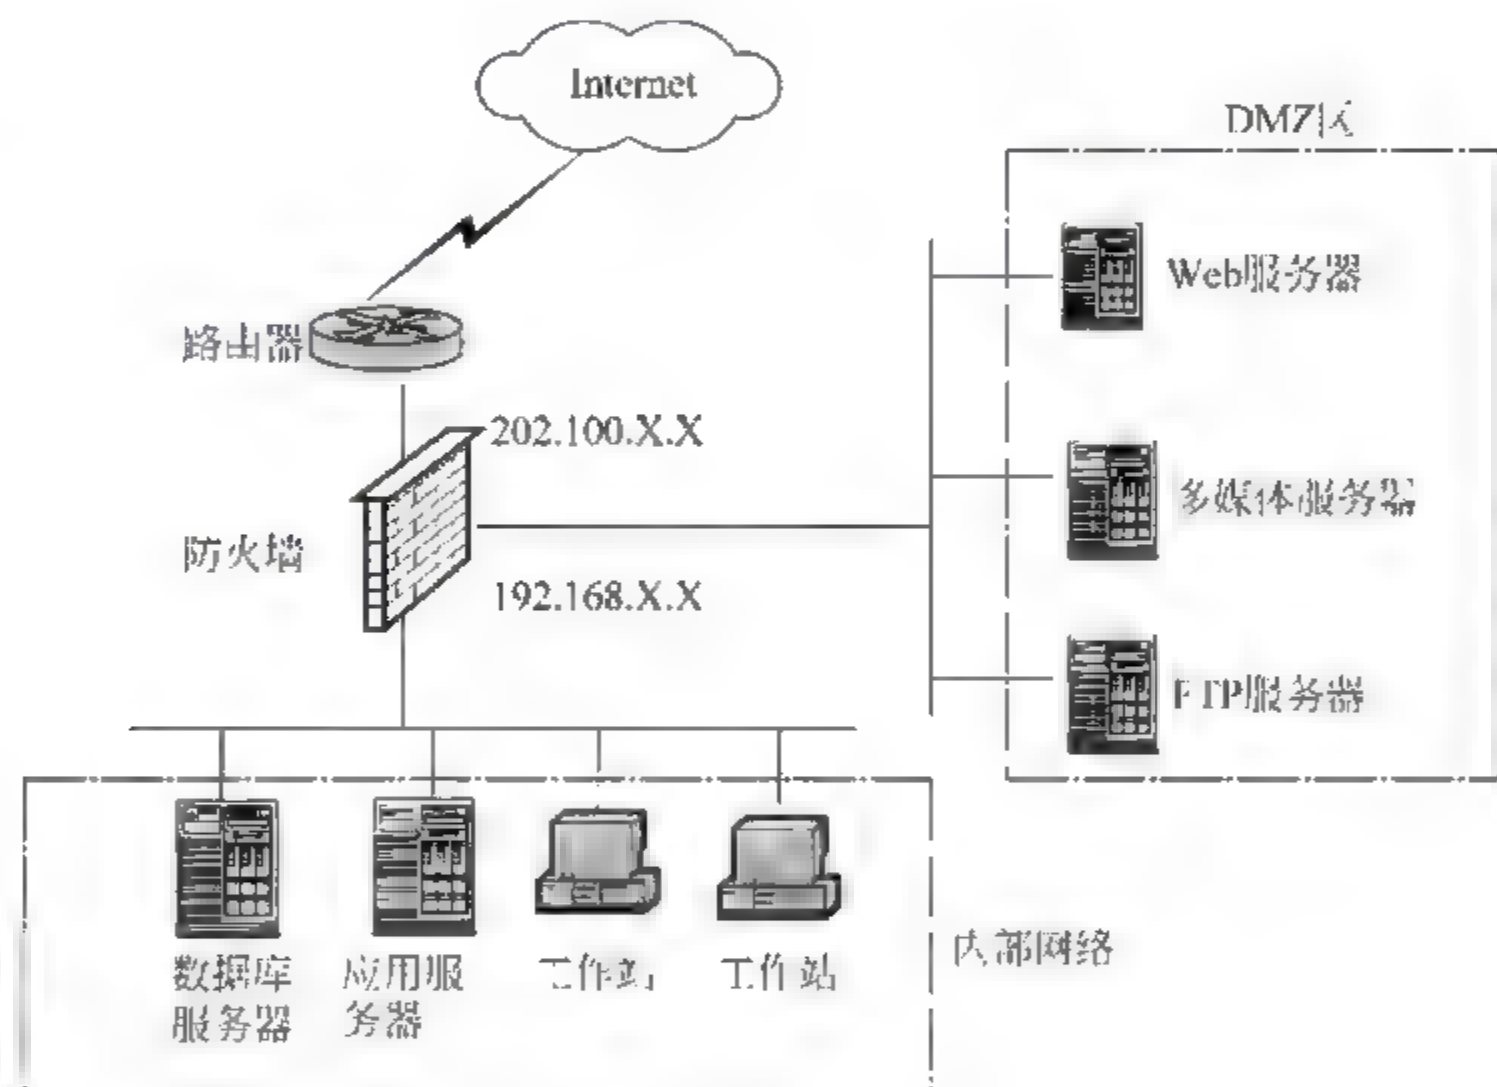 Internet
DMZ区
Web服务器
路由器
202.100.X.X
多媒体服务器
防火墙
192.168.X.X
FTP服务器
数据库
服务器
应用服
务器
工作站
工作站
内部网络